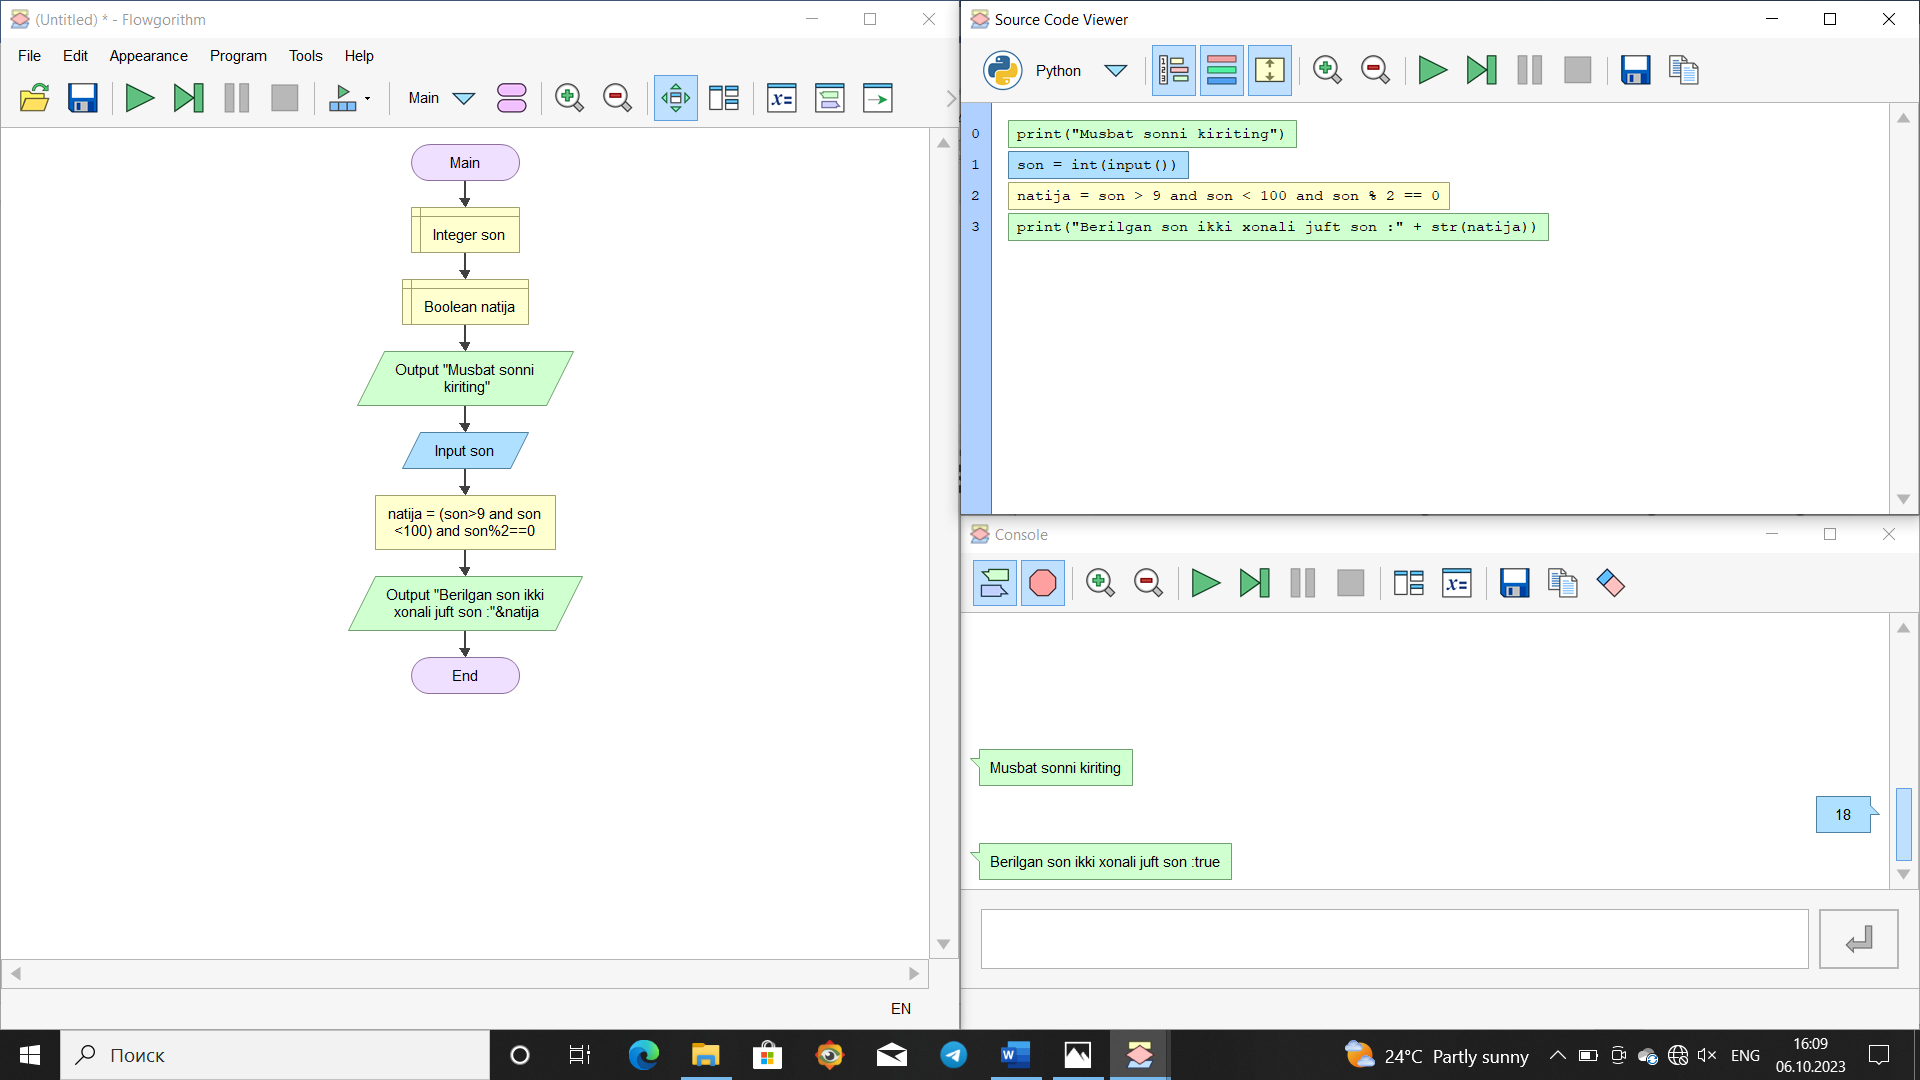 (Untitled) * - Flowgorithm
File Edit Appearance Program Tools Help
Main
Main
Integer son
Boolean natija
Output "Musbat sonni
kiriting"
Input son
natija = (son>9 and son
<100) and son%2==0
Output "Berilgan son ikki
xonali juft son :"&natija
End
EN
Source Code Viewer
Python
0 print("Musbat sonni kiriting")
1 son = int(input())
2 natija = son > 9 and son < 100 and son % 2 == 0
3 print("Berilgan son ikki xonali juft son :" + str(natija))
Console
Musbat sonni kiriting
18
Berilgan son ikki xonali juft son :true
Поиск
24°C Partly sunny
ENG
16:09
06.10.2023